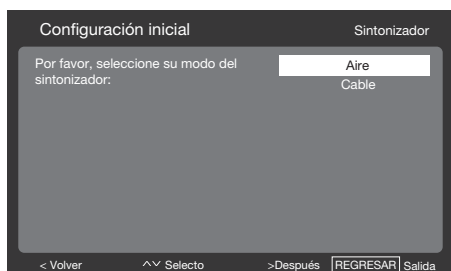 Configuración inicial Sintonizador
Por favor, seleccione su modo del
sintonizador:
Aire
Cable
< Volver ^v Selecto >Después REGRESAR Salida